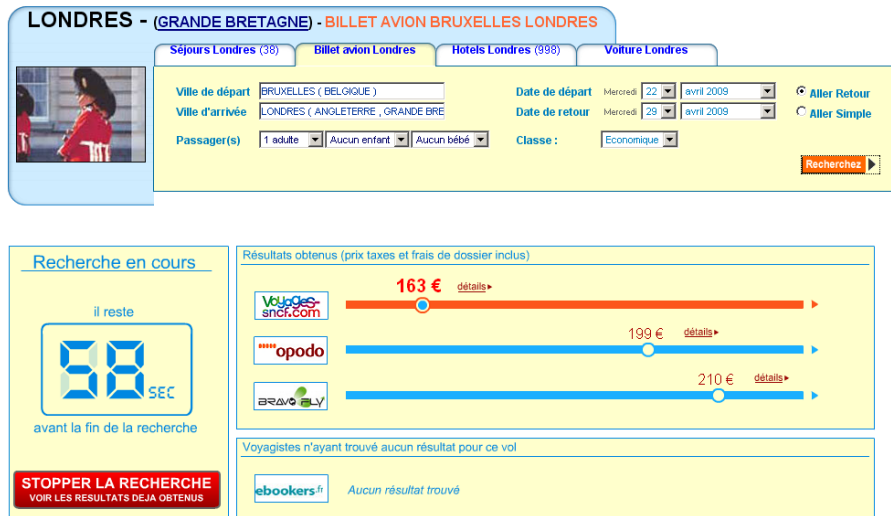 LONDRES - (GRANDE BRETAGNE) - BILLET AVION BRUXELLES LONDRES
Séjours Londres (38) Billet avion Londres Hotels Londres (998) Voiture Londres
Ville de départ BRUXELLES ( BELGIQUE ) Date de départ Mercredi 22 avril 2009 Aller Retour
Ville d'arrivée LONDRES ( ANGLETERRE , GRANDE BRE Date de retour Mercredi 29 avril 2009 Aller Simple
Passager(s) 1 adulte Aucun enfant Aucun bébé Classe : Economique
Recherchez
Recherche en cours
il reste
58 SEC
avant la fin de la recherche
STOPPER LA RECHERCHE
VOIR LES RESULTATS DEJA OBTENUS
Résultats obtenus (prix taxes et frais de dossier inclus)
163 € détails
Voyages-
sncf.com
199 € détails
opodo
210 € détails
BRAVOFLY
Voyagistes n'ayant trouvé aucun résultat pour ce vol
ebookers.fr Aucun résultat trouvé